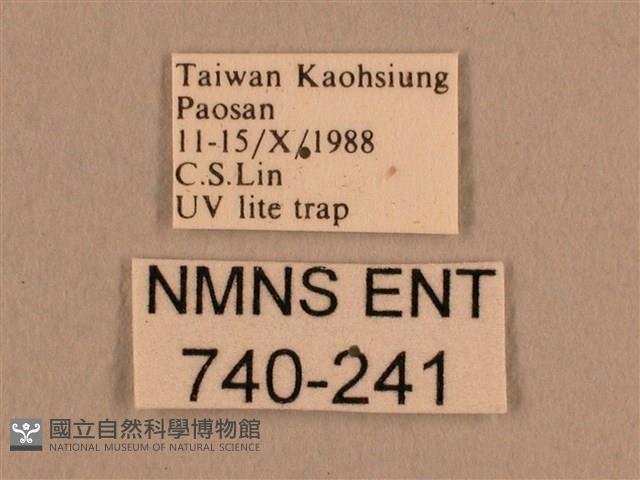 Taiwan Kaohsiung
Paosan
11-15/X/1988
C.S.Lin
UV lite trap
NMNS ENT
740-241
國立自然科學博物館
NATIONAL MUSEUM OF NATURAL SCIENCE